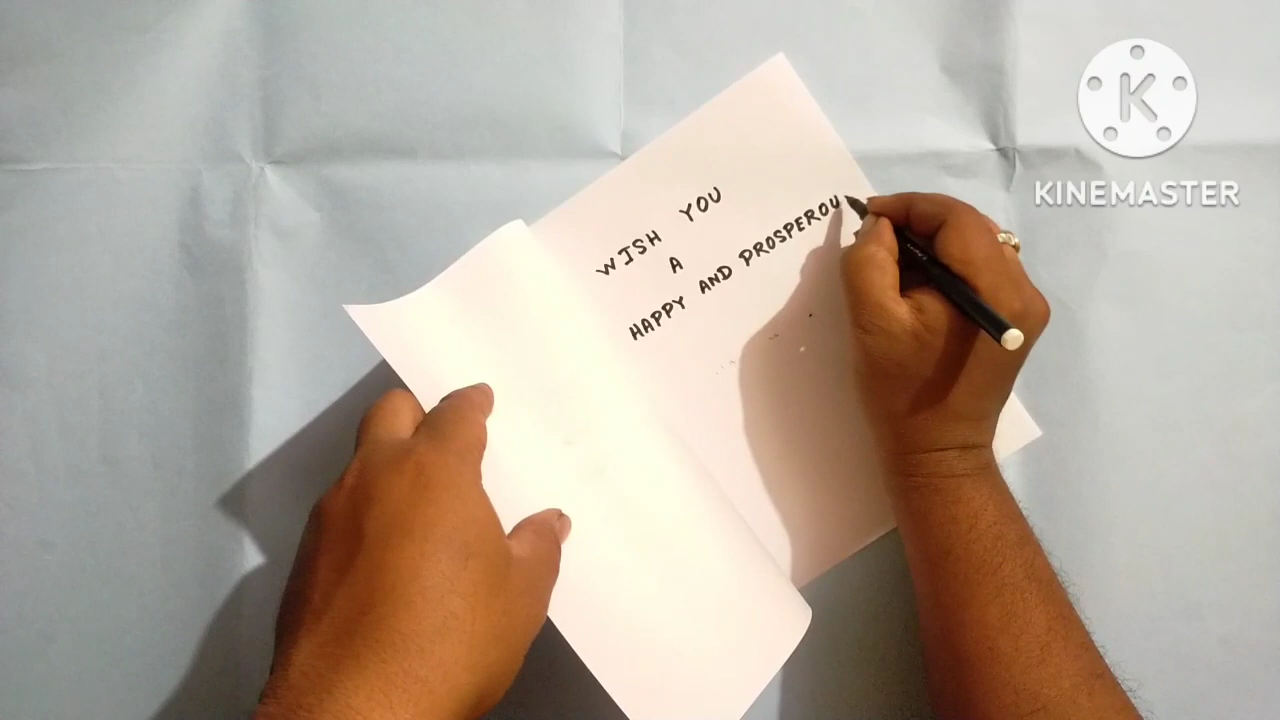 WISH YOU
A
HAPPY AND PROSPEROU
K
KINEMASTER